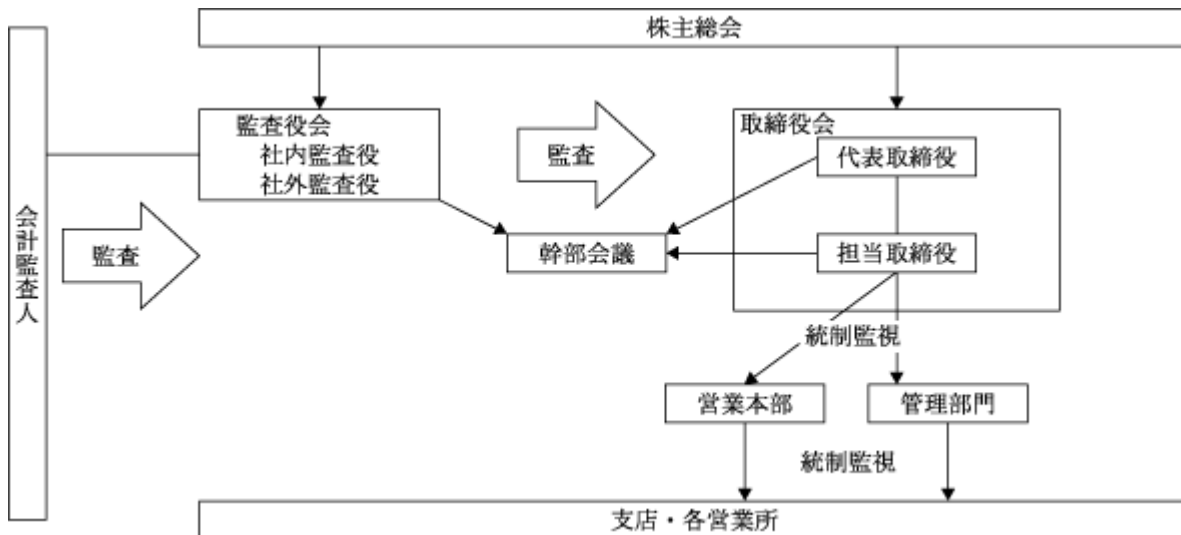 株主総会
監査役会
社内監査役
社外監査役
監査
取締役会
代表取締役
会計監査人
監査
幹部会議
担当取締役
統制監視
営業本部
管理部門
統制監視
支店・各営業所